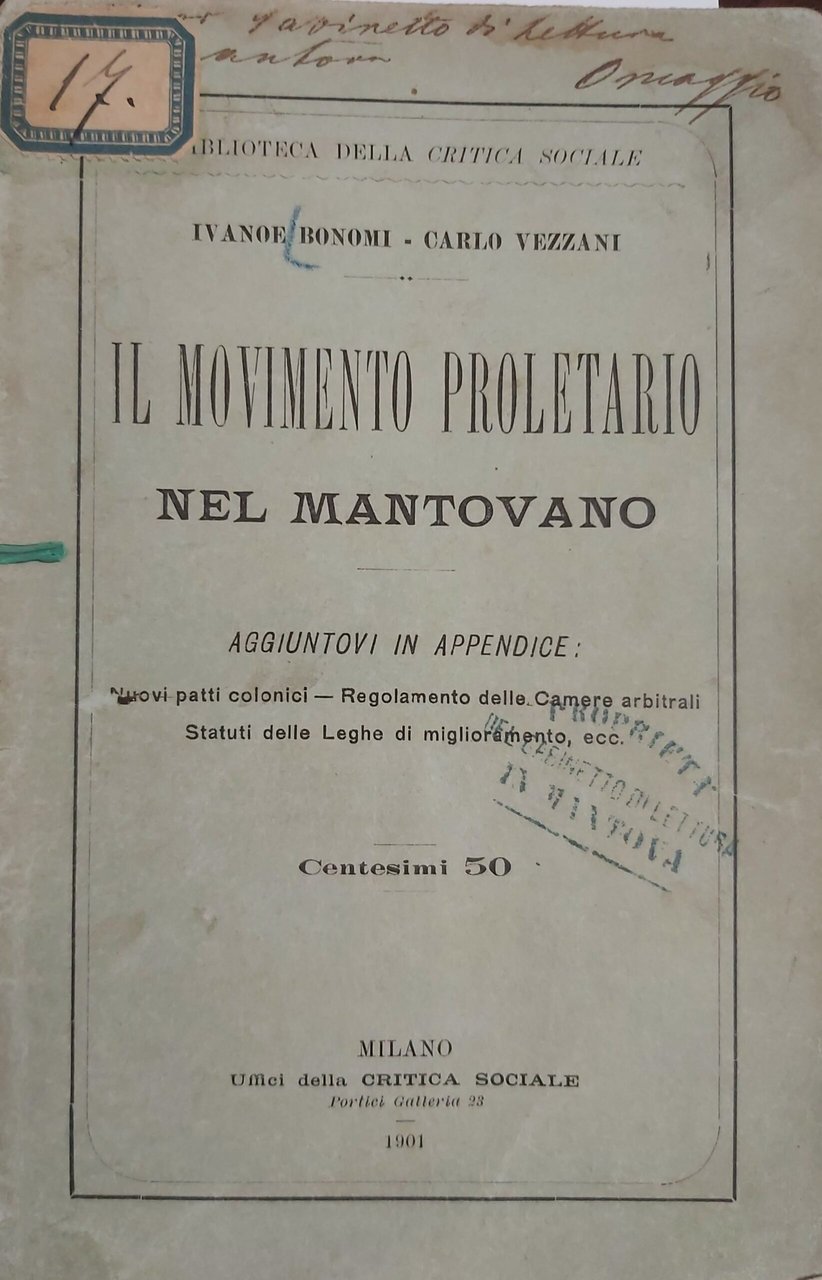 Gabinetto di Lettura
Omaggio
17.
BIBLIOTECA DELLA CRITICA SOCIALE
IVANOE BONOMI - CARLO VEZZANI
IL MOVIMENTO PROLETARIO
NEL MANTOVANO
AGGIUNTOVI IN APPENDICE:
Nuovi patti colonici — Regolamento delle Camere arbitrali
Statuti delle Leghe di miglioramento, ecc.
PROPRIETÀ
DEL GABINETTO DI LETTURA
IN MANTOVA
Centesimi 50
MILANO
Uffici della CRITICA SOCIALE
Portici Galleria 23
1901